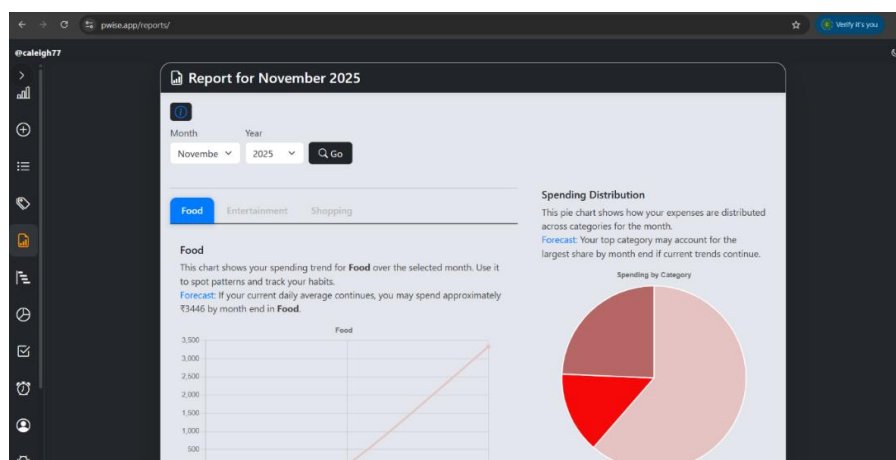 pwise.app/reports/
Verify it's you
@caleigh77
Report for November 2025
Month Year
Novembe 2025 Go
Food Entertainment Shopping
Food
This chart shows your spending trend for Food over the selected month. Use it
to spot patterns and track your habits.
Forecast: If your current daily average continues, you may spend approximately
₹3446 by month end in Food.
Food
3,500
3,000
2,500
2,000
1,500
1,000
500
Spending Distribution
This pie chart shows how your expenses are distributed
across categories for the month.
Forecast: Your top category may account for the
largest share by month end if current trends continue.
Spending by Category